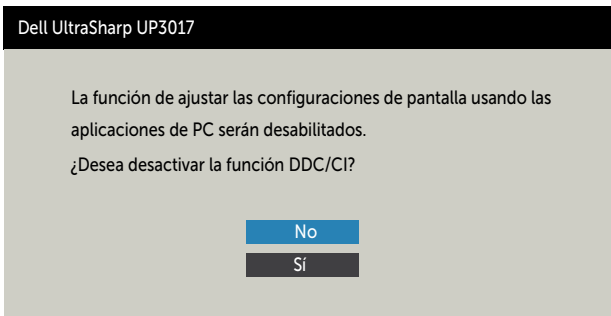 Dell UltraSharp UP3017
La función de ajustar las configuraciones de pantalla usando las
aplicaciones de PC serán desabilitados.
¿Desea desactivar la función DDC/CI?
No
Sí